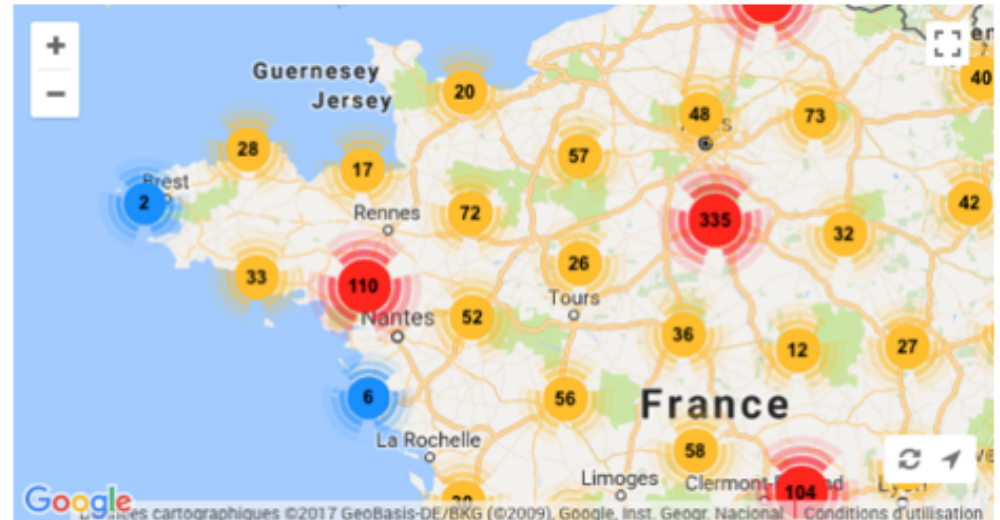 +
−
Guernesey
Jersey
20
48
73
40
28
17
57
Brest
2
72
Rennes
335
42
32
33
110
26
Tours
Nantes
52
36
12
27
6
56
France
La Rochelle
58
Limoges
104
Google
cartographiques ©2017 GeoBasis-DE/BKG (©2009), Google, Inst. Geogr. Nacional
Conditions d'utilisation